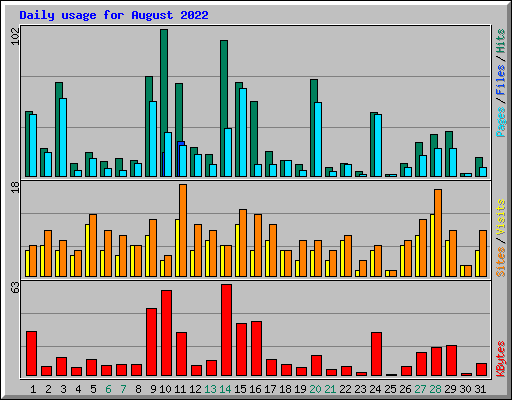 Daily usage for August 2022
102
Pages / Files / Hits
18
Sites / Visits
63
KBytes
1 2 3 4 5 6 7 8 9 10 11 12 13 14 15 16 17 18 19 20 21 22 23 24 25 26 27 28 29 30 31